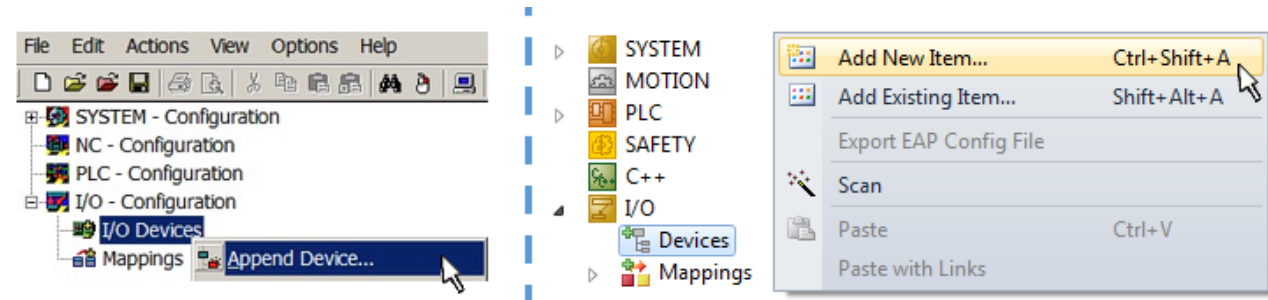 File Edit Actions View Options Help
SYSTEM - Configuration
NC - Configuration
PLC - Configuration
I/O - Configuration
I/O Devices
Mappings
Append Device...
SYSTEM
MOTION
PLC
SAFETY
C++
I/O
Devices
Mappings
Add New Item... Ctrl+Shift+A
Add Existing Item... Shift+Alt+A
Export EAP Config File
Scan
Paste Ctrl+V
Paste with Links